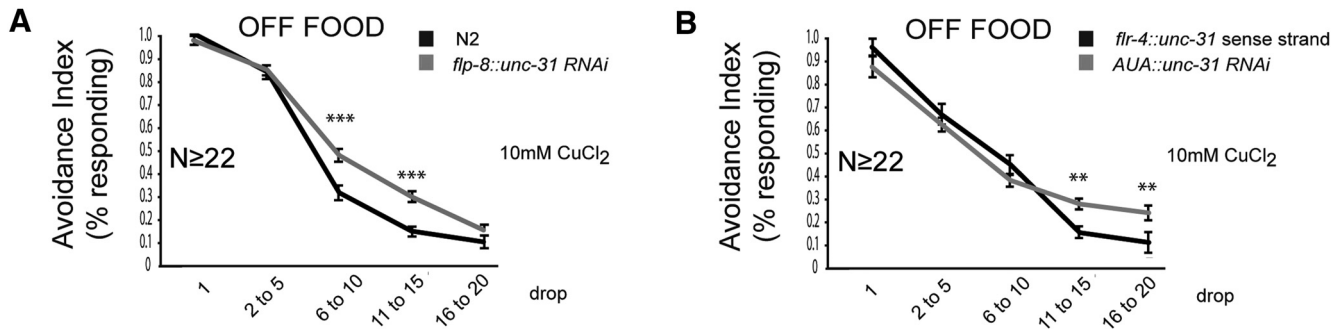 A
OFF FOOD
N2
flp-8::unc-31 RNAi
Avoidance Index
(% responding)
1.0
0.9
0.8
0.7
0.6
0.5
0.4
0.3
0.2
0.1
0
***
***
N≥22
10mM CuCl₂
1
2 to 5
6 to 10
11 to 15
16 to 20
drop
B
OFF FOOD
flr-4::unc-31 sense strand
AUA::unc-31 RNAi
Avoidance Index
(% responding)
1.0
0.9
0.8
0.7
0.6
0.5
0.4
0.3
0.2
0.1
0
**
**
N≥22
10mM CuCl₂
1
2 to 5
6 to 10
11 to 15
16 to 20
drop